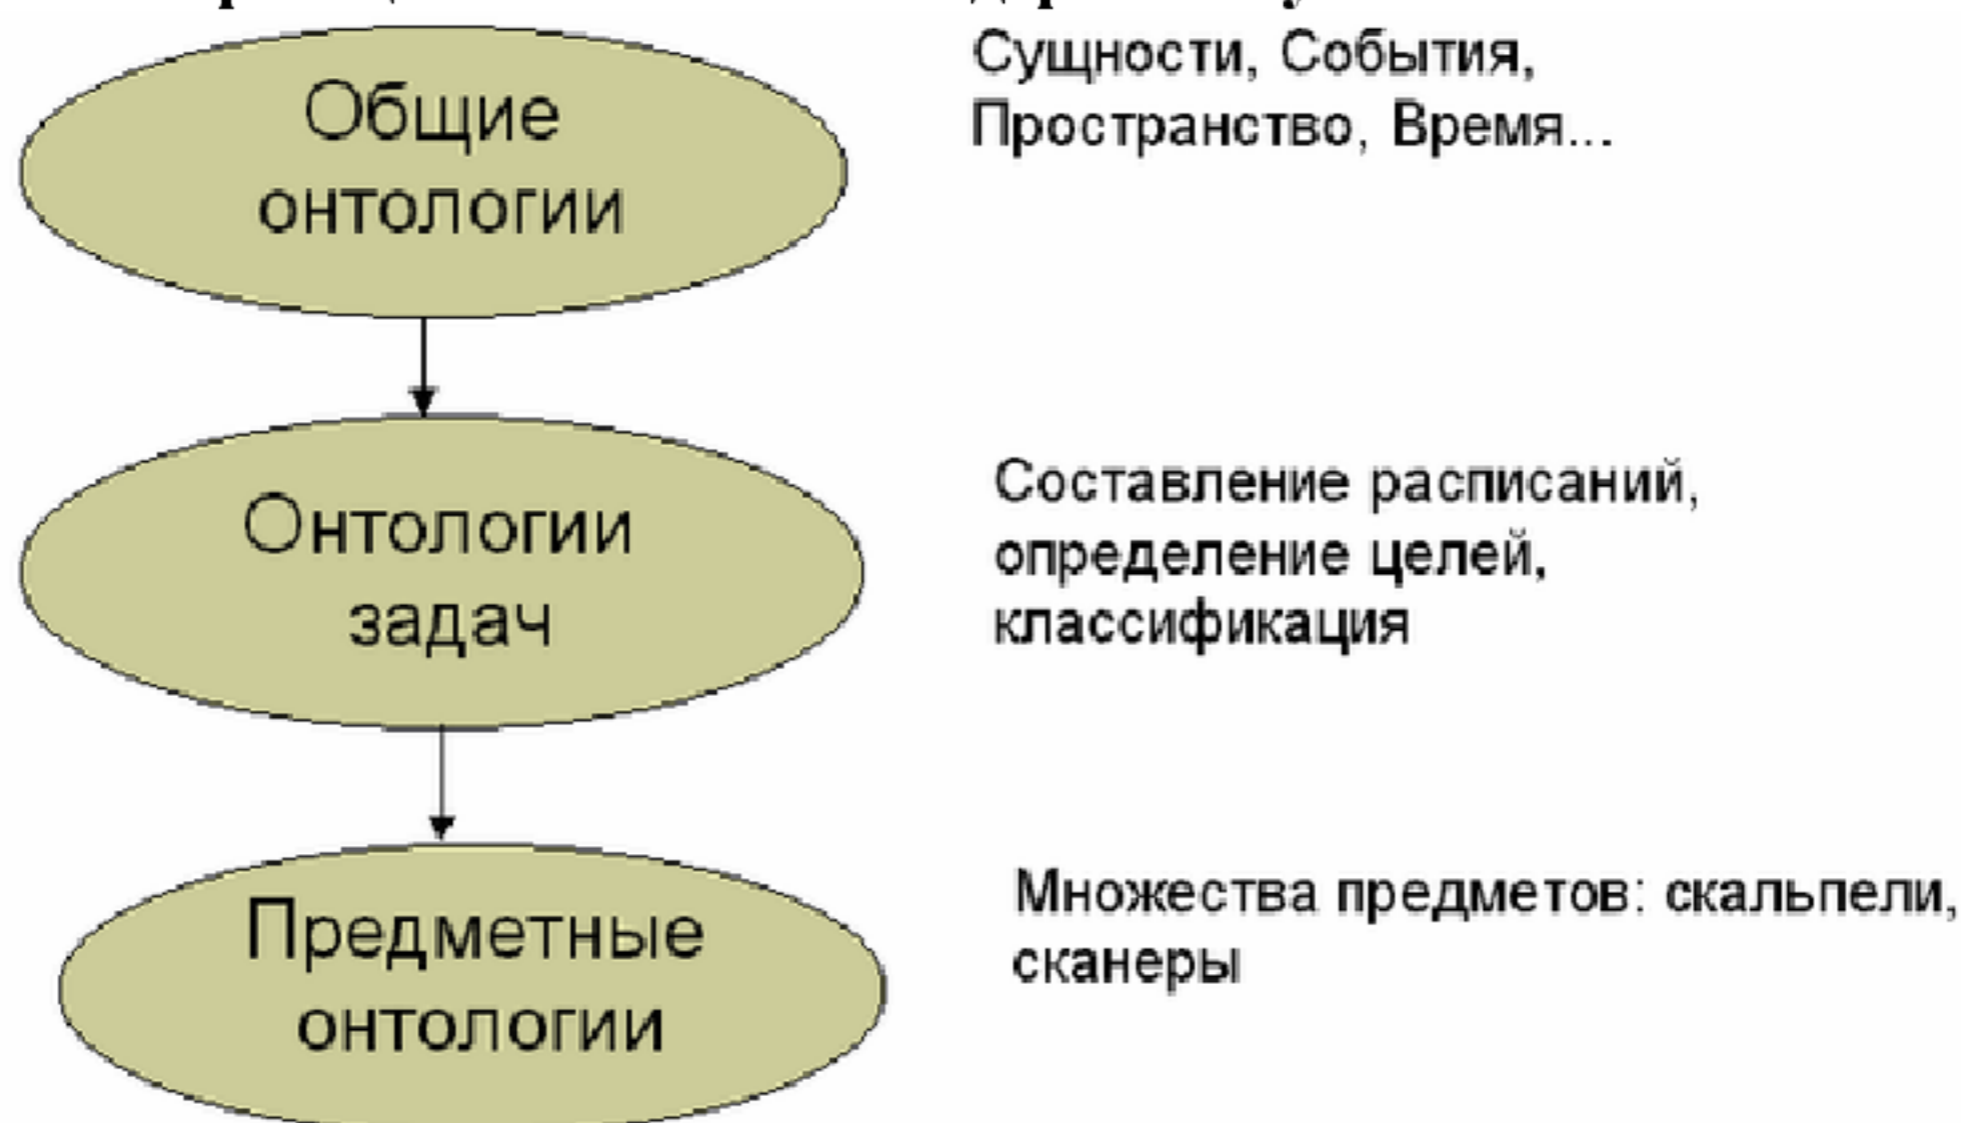 Общие
онтологии
Сущности, События,
Пространство, Время...
Онтологии
задач
Составление расписаний,
определение целей,
классификация
Предметные
онтологии
Множества предметов: скальпели,
сканеры